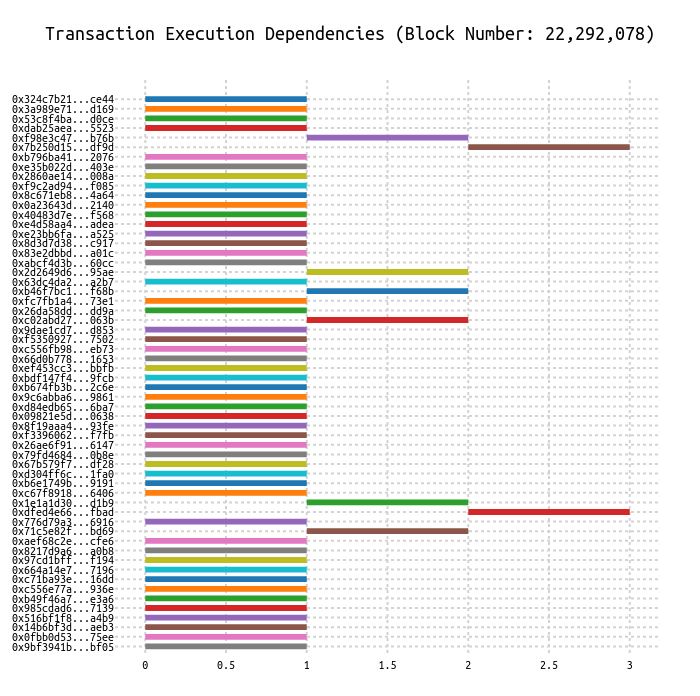 Transaction Execution Dependencies (Block Number: 22,292,078)
0x324c7b21...ce44
0x3a989e71...d169
0x53c8f4ba...d0ce
0xdab25aea...5523
0xf98e3c47...b76b
0x7b250d15...df9d
0xb796ba41...2076
0xe35b022d...403e
0x2860ae14...008a
0xf9c2ad94...f085
0x8c671eb8...4a64
0x0a23643d...2140
0x40483d7e...f568
0xe4d58aa4...adea
0xe23bb6fa...a525
0x8d3d7d38...c917
0x83e2dbbd...a01c
0xabcf4d3b...60cc
0x2d2649d6...95ae
0x63dc4da2...a2b7
0xb46f7bc1...f68b
0xfc7fb1a4...73e1
0x26da58dd...dd9a
0xc02abd27...063b
0x9dae1cd7...d853
0xf5350927...7502
0xc556fb98...eb73
0x66d0b778...1653
0xef453cc3...bbfb
0xbdf147f4...9fcb
0xb674fb3b...2c6e
0x9c6abba6...9861
0xd84edb65...6ba7
0x09821e5d...0638
0x8f19aaa4...93fe
0xf3396062...f7fb
0x26ae6f91...6147
0x79fd4684...0b8e
0x67b579f7...df28
0xd304ff6c...1fa0
0xb6e1749b...9191
0xc67f8918...6406
0x1e1a1d30...d1b9
0xdfed4e66...fbad
0x776d79a3...6916
0x71c5e82f...bd69
0xaef68c2e...cfe6
0x8217d9a6...a0b8
0x97cd1bff...f194
0x664a14e7...7196
0xc71ba93e...16dd
0xc556e77a...936e
0xb49f46a7...e3a6
0x985cdad6...7139
0x516bf1f8...a4b9
0x14b6bf3d...aeb3
0x0fbb0d53...75ee
0x9bf3941b...bf05
0 0.5 1 1.5 2 2.5 3